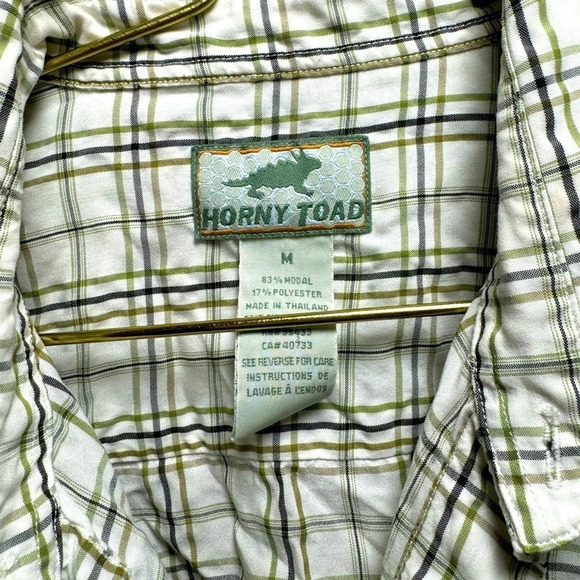 HORNY TOAD
M
83% MODAL
17% POLYESTER
MADE IN THAILAND
CA#40733
SEE REVERSE FOR CARE
INSTRUCTIONS DE
LAVAGE À L'ENDOS